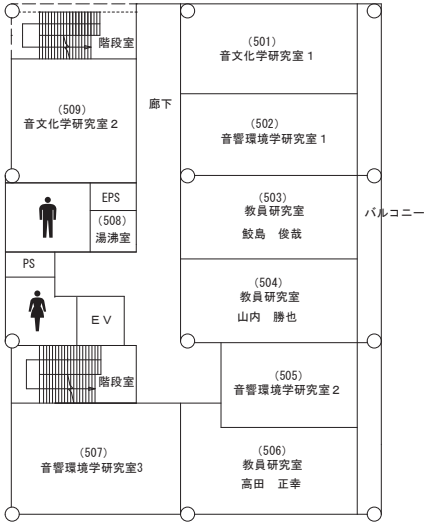 階段室
(501)
音文化学研究室1
(509)
音文化学研究室2
廊下
(502)
音響環境学研究室1
EPS
(508)
湯沸室
(503)
教員研究室
鮫島 俊哉
バルコニー
PS
(504)
教員研究室
山内 勝也
EV
階段室
(505)
音響環境学研究室2
(507)
音響環境学研究室3
(506)
教員研究室
高田 正幸